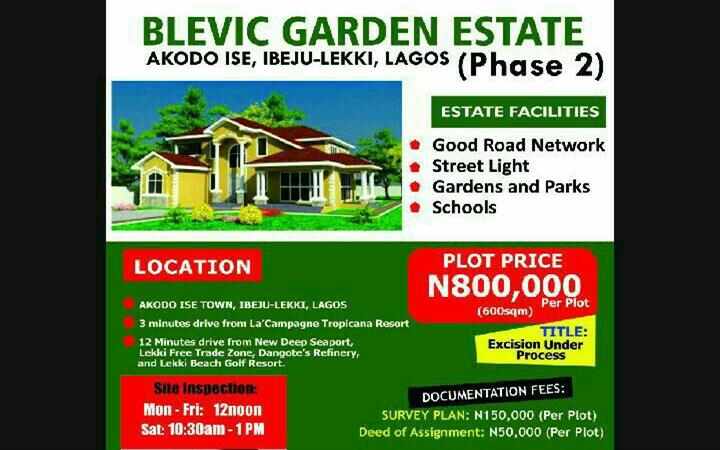 BLEVIC GARDEN ESTATE
AKODO ISE, IBEJU-LEKKI, LAGOS (Phase 2)
ESTATE FACILITIES
Good Road Network
Street Light
Gardens and Parks
Schools
LOCATION
AKODO ISE TOWN, IBEJU-LEKKI, LAGOS
3 minutes drive from La'Campagne Tropicana Resort
12 Minutes drive from New Deep Seaport,
Lekki Free Trade Zone, Dangote's Refinery,
and Lekki Beach Golf Resort.
PLOT PRICE
N800,000
Per Plot
(600sqm)
TITLE:
Excision Under
Process
Site Inspection:
Mon - Fri: 12noon
Sat: 10:30am - 1 PM
DOCUMENTATION FEES:
SURVEY PLAN: N150,000 (Per Plot)
Deed of Assignment: N50,000 (Per Plot)